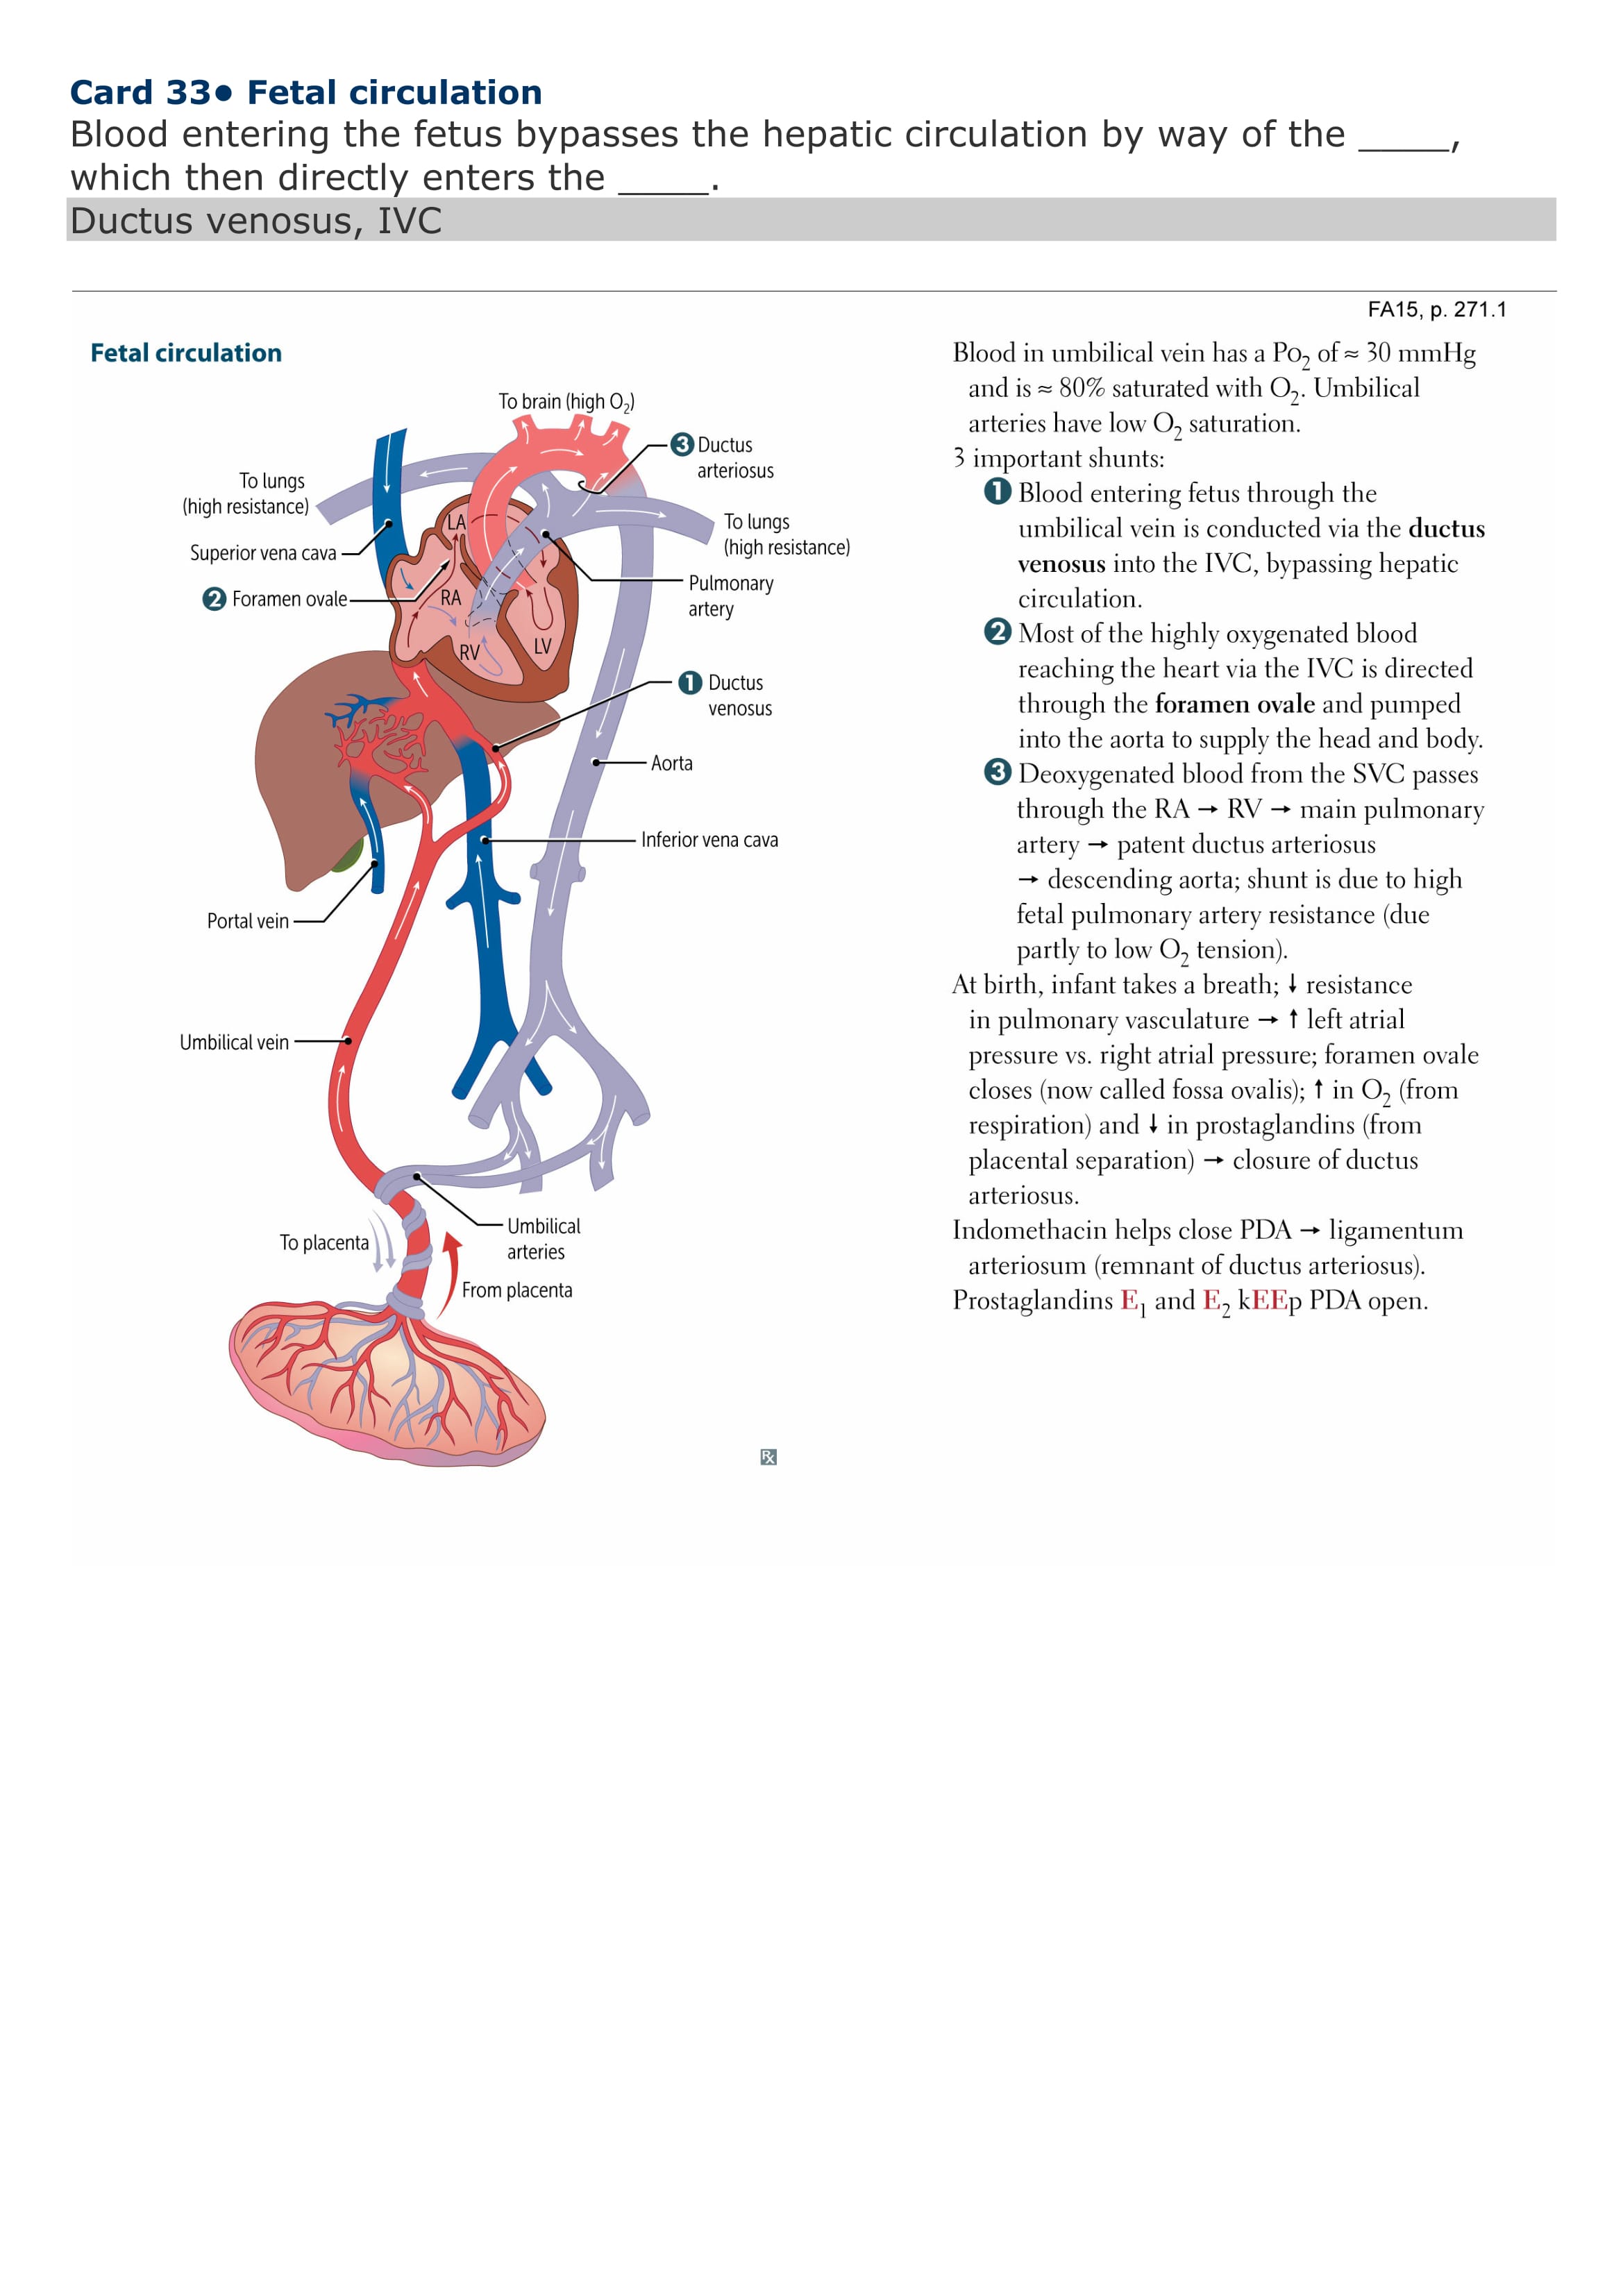 Card 33• Fetal circulation
Blood entering the fetus bypasses the hepatic circulation by way of the ____,
which then directly enters the ____.
Ductus venosus, IVC
FA15, p. 271.1
Fetal circulation
To brain (high O2)
3 Ductus
arteriosus
To lungs
(high resistance)
LA
To lungs
(high resistance)
Superior vena cava
Pulmonary
artery
2 Foramen ovale
RA
LV
RV
1 Ductus
venosus
Aorta
Inferior vena cava
Portal vein
Umbilical vein
Umbilical
arteries
To placenta
From placenta
Rx
Blood in umbilical vein has a Po2 of ≈ 30 mmHg
and is ≈ 80% saturated with O2. Umbilical
arteries have low O2 saturation.
3 important shunts:
1 Blood entering fetus through the
umbilical vein is conducted via the ductus
venosus into the IVC, bypassing hepatic
circulation.
2 Most of the highly oxygenated blood
reaching the heart via the IVC is directed
through the foramen ovale and pumped
into the aorta to supply the head and body.
3 Deoxygenated blood from the SVC passes
through the RA → RV → main pulmonary
artery → patent ductus arteriosus
→ descending aorta; shunt is due to high
fetal pulmonary artery resistance (due
partly to low O2 tension).
At birth, infant takes a breath; ↓ resistance
in pulmonary vasculature → ↑ left atrial
pressure vs. right atrial pressure; foramen ovale
closes (now called fossa ovalis); ↑ in O2 (from
respiration) and ↓ in prostaglandins (from
placental separation) → closure of ductus
arteriosus.
Indomethacin helps close PDA → ligamentum
arteriosum (remnant of ductus arteriosus).
Prostaglandins E1 and E2 kEEp PDA open.